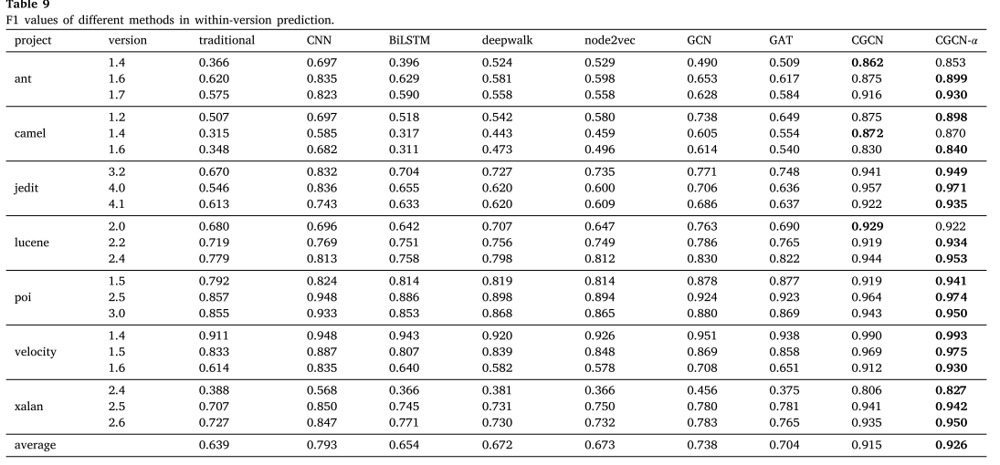 Table 9
F1 values of different methods in within-version prediction.
project version traditional CNN BiLSTM deepwalk node2vec GCN GAT CGCN CGCN-α
1.4 0.366 0.697 0.396 0.524 0.529 0.490 0.509 0.862 0.853
ant 1.6 0.620 0.835 0.629 0.581 0.598 0.653 0.617 0.875 0.899
1.7 0.575 0.823 0.590 0.558 0.558 0.628 0.584 0.916 0.930
1.2 0.507 0.697 0.518 0.542 0.580 0.738 0.649 0.875 0.898
camel 1.4 0.315 0.585 0.317 0.443 0.459 0.605 0.554 0.872 0.870
1.6 0.348 0.682 0.311 0.473 0.496 0.614 0.540 0.830 0.840
3.2 0.670 0.832 0.704 0.727 0.735 0.771 0.748 0.941 0.949
jedit 4.0 0.546 0.836 0.655 0.620 0.600 0.706 0.636 0.957 0.971
4.1 0.613 0.743 0.633 0.620 0.609 0.686 0.637 0.922 0.935
2.0 0.680 0.696 0.642 0.707 0.647 0.763 0.690 0.929 0.922
lucene 2.2 0.719 0.769 0.751 0.756 0.749 0.786 0.765 0.919 0.934
2.4 0.779 0.813 0.758 0.798 0.812 0.830 0.822 0.944 0.953
1.5 0.792 0.824 0.814 0.819 0.814 0.878 0.877 0.919 0.941
poi 2.5 0.857 0.948 0.886 0.898 0.894 0.924 0.923 0.964 0.974
3.0 0.855 0.933 0.853 0.868 0.865 0.880 0.869 0.943 0.950
1.4 0.911 0.948 0.943 0.920 0.926 0.951 0.938 0.990 0.993
velocity 1.5 0.833 0.887 0.807 0.839 0.848 0.869 0.858 0.969 0.975
1.6 0.614 0.835 0.640 0.582 0.578 0.708 0.651 0.912 0.930
2.4 0.388 0.568 0.366 0.381 0.366 0.456 0.375 0.806 0.827
xalan 2.5 0.707 0.850 0.745 0.731 0.750 0.780 0.781 0.941 0.942
2.6 0.727 0.847 0.771 0.730 0.732 0.783 0.765 0.935 0.950
average 0.639 0.793 0.654 0.672 0.673 0.738 0.704 0.915 0.926